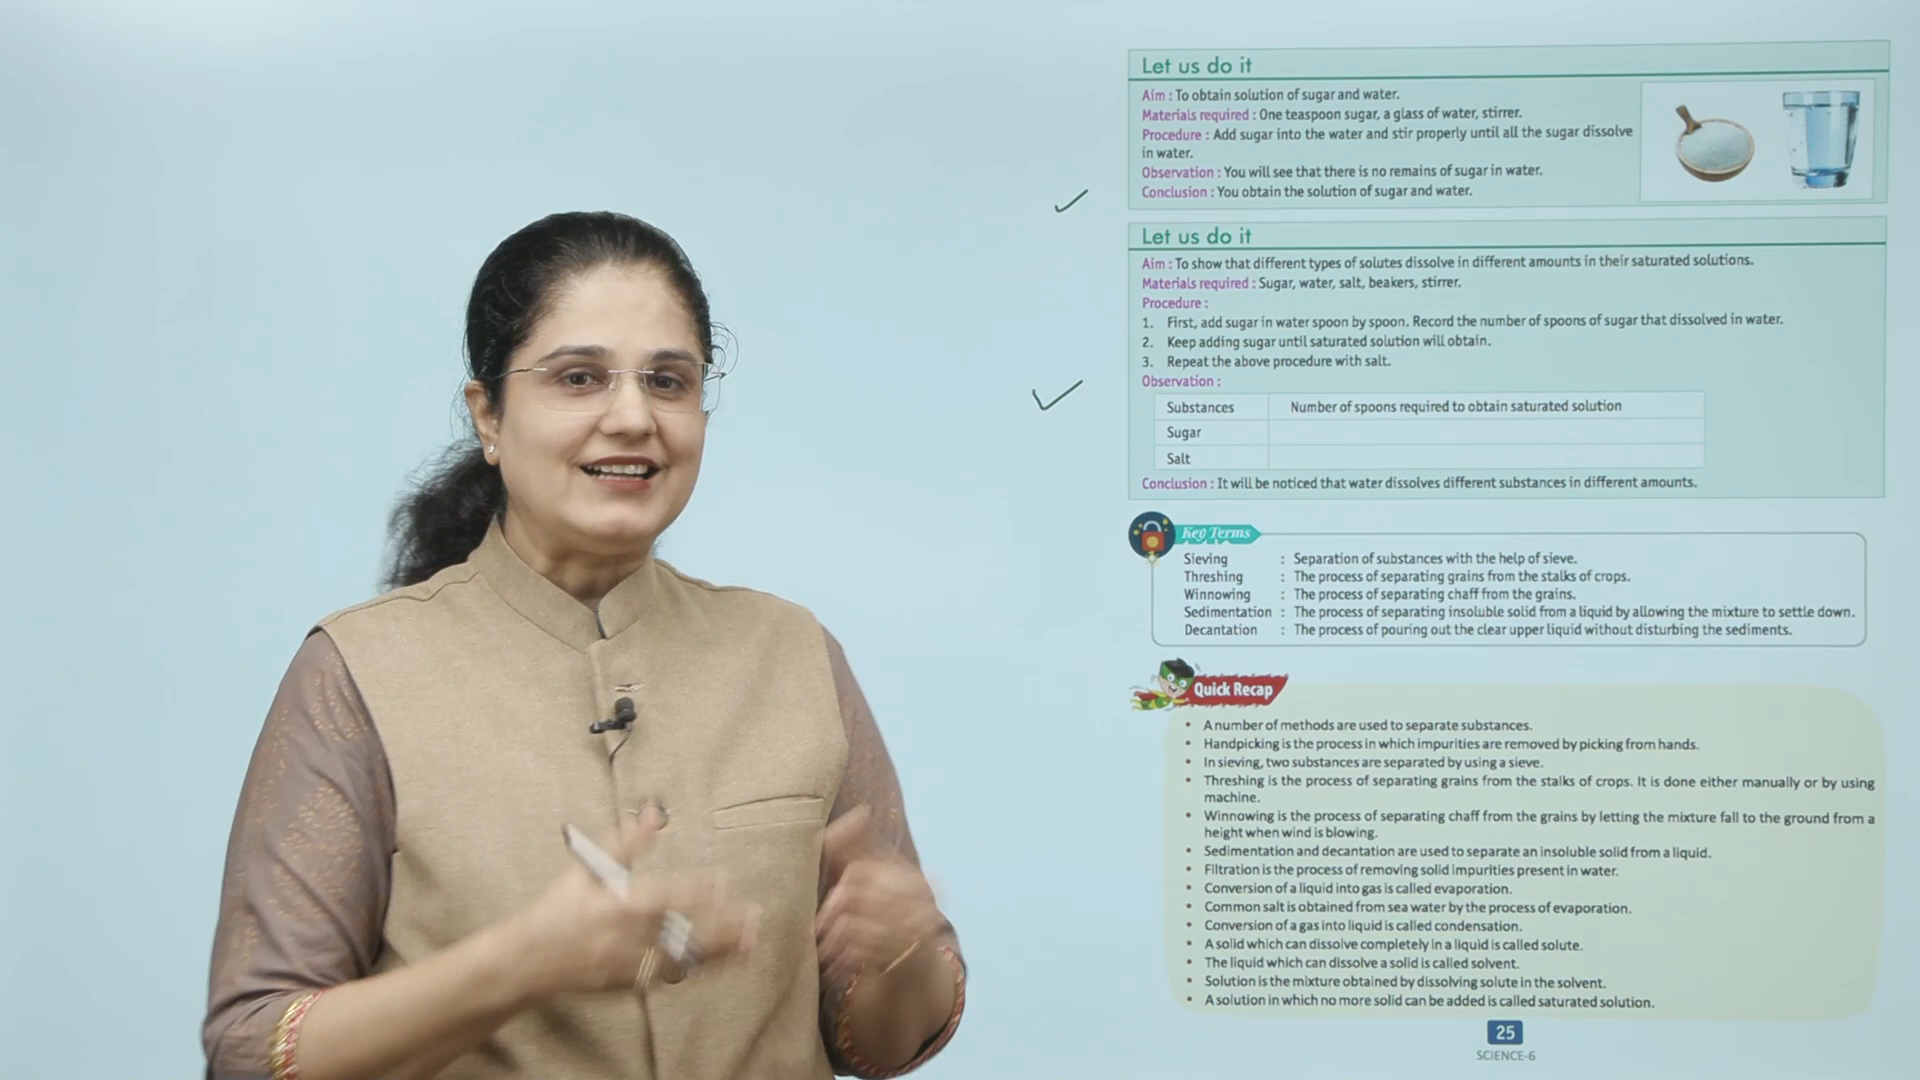 Let us do it
Aim : To obtain solution of sugar and water.
Materials required : One teaspoon sugar, a glass of water, stirrer.
Procedure : Add sugar into the water and stir properly until all the sugar dissolve
in water.
Observation : You will see that there is no remains of sugar in water.
Conclusion : You obtain the solution of sugar and water.
Let us do it
Aim : To show that different types of solutes dissolve in different amounts in their saturated solutions.
Materials required : Sugar, water, salt, beakers, stirrer.
Procedure :
1. First, add sugar in water spoon by spoon. Record the number of spoons of sugar that dissolved in water.
2. Keep adding sugar until saturated solution will obtain.
3. Repeat the above procedure with salt.
Observation :
Substances Number of spoons required to obtain saturated solution
Sugar
Salt
Conclusion : It will be noticed that water dissolves different substances in different amounts.
Key Terms
Sieving : Separation of substances with the help of sieve.
Threshing : The process of separating grains from the stalks of crops.
Winnowing : The process of separating chaff from the grains.
Sedimentation : The process of separating insoluble solid from a liquid by allowing the mixture to settle down.
Decantation : The process of pouring out the clear upper liquid without disturbing the sediments.
Quick Recap
• A number of methods are used to separate substances.
• Handpicking is the process in which impurities are removed by picking from hands.
• In sieving, two substances are separated by using a sieve.
• Threshing is the process of separating grains from the stalks of crops. It is done either manually or by using
machine.
• Winnowing is the process of separating chaff from the grains by letting the mixture fall to the ground from a
height when wind is blowing.
• Sedimentation and decantation are used to separate an insoluble solid from a liquid.
• Filtration is the process of removing solid impurities present in water.
• Conversion of a liquid into gas is called evaporation.
• Common salt is obtained from sea water by the process of evaporation.
• Conversion of a gas into liquid is called condensation.
• A solid which can dissolve completely in a liquid is called solute.
• The liquid which can dissolve a solid is called solvent.
• Solution is the mixture obtained by dissolving solute in the solvent.
• A solution in which no more solid can be added is called saturated solution.
25
SCIENCE-6